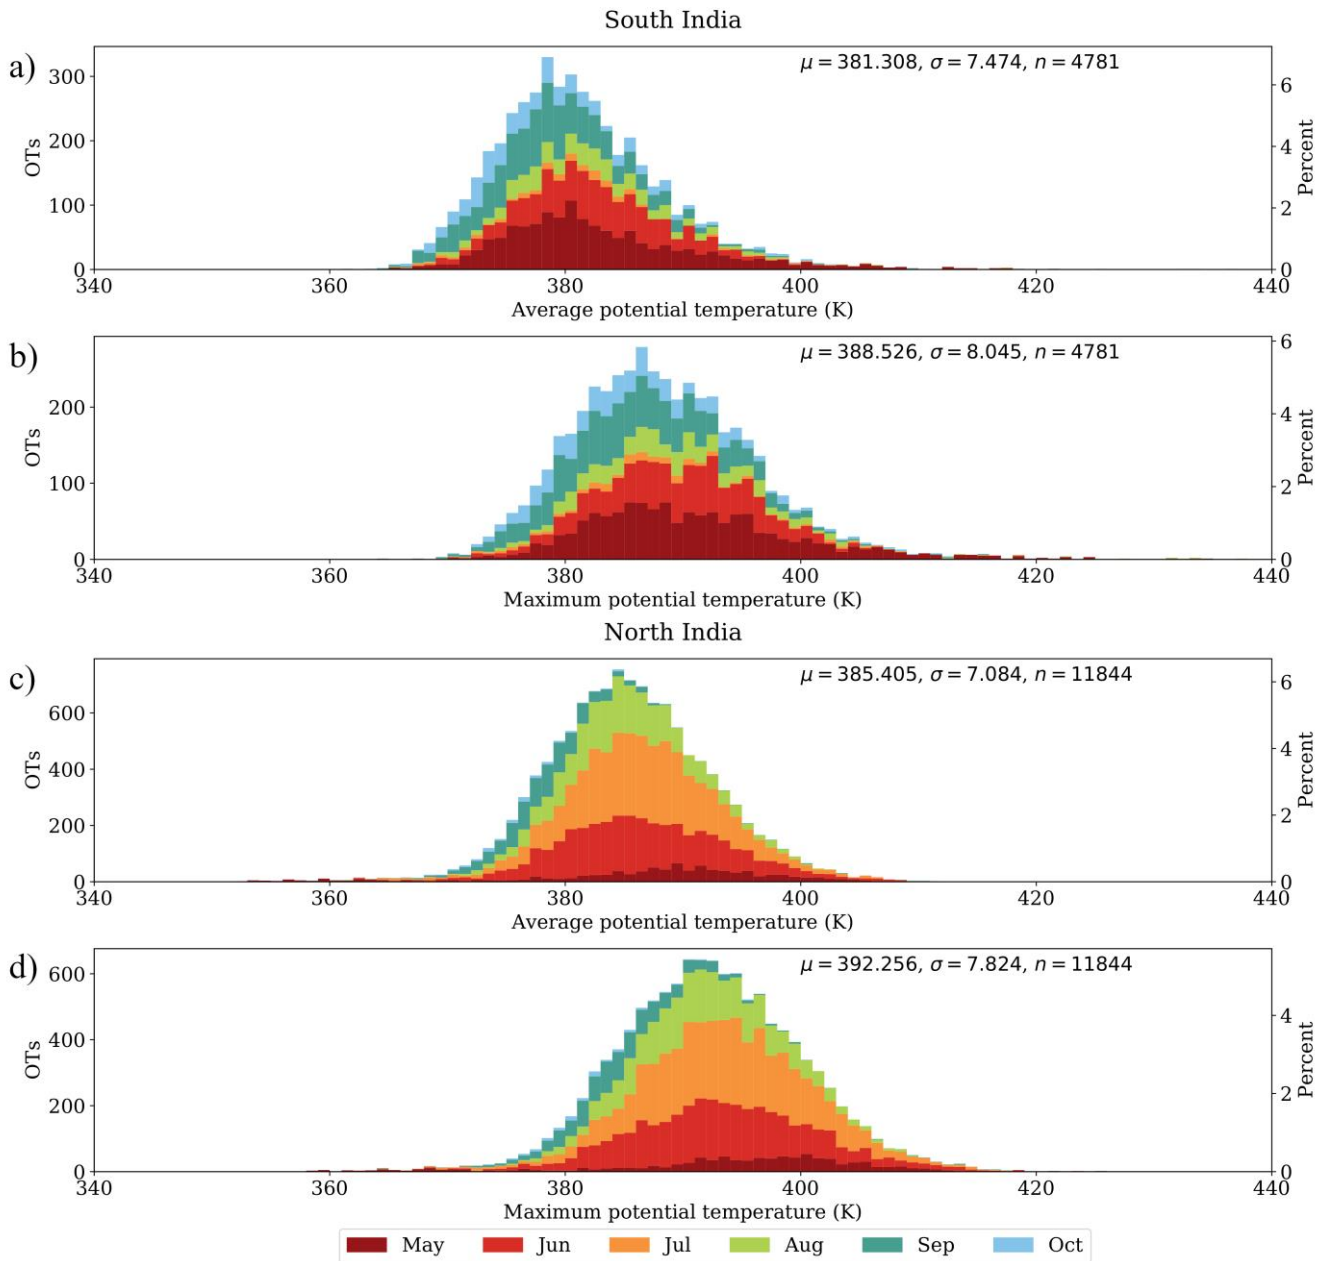 South India
a)
μ = 381.308, σ = 7.474, n = 4781
300
200
100
0
OTs
6
4
2
0
Percent
340 360 380 400 420 440
Average potential temperature (K)
b)
μ = 388.526, σ = 8.045, n = 4781
200
100
0
OTs
6
4
2
0
Percent
340 360 380 400 420 440
Maximum potential temperature (K)
North India
c)
μ = 385.405, σ = 7.084, n = 11844
600
400
200
0
OTs
6
4
2
0
Percent
340 360 380 400 420 440
Average potential temperature (K)
d)
μ = 392.256, σ = 7.824, n = 11844
600
400
200
0
OTs
4
2
0
Percent
340 360 380 400 420 440
Maximum potential temperature (K)
May Jun Jul Aug Sep Oct